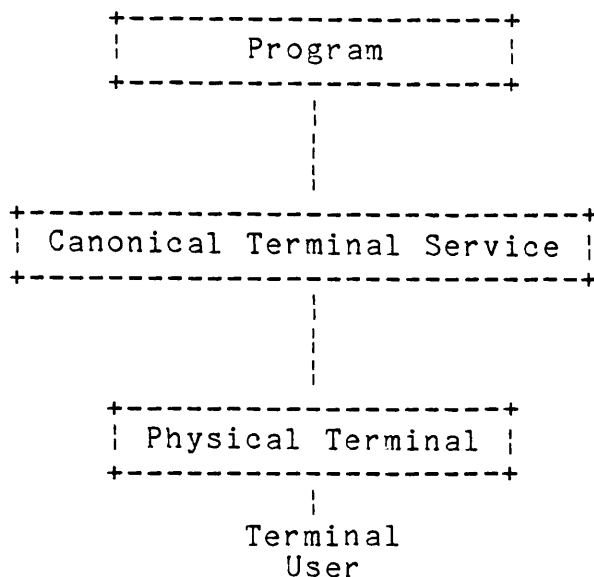 Program
Canonical Terminal Service
Physical Terminal
Terminal
User